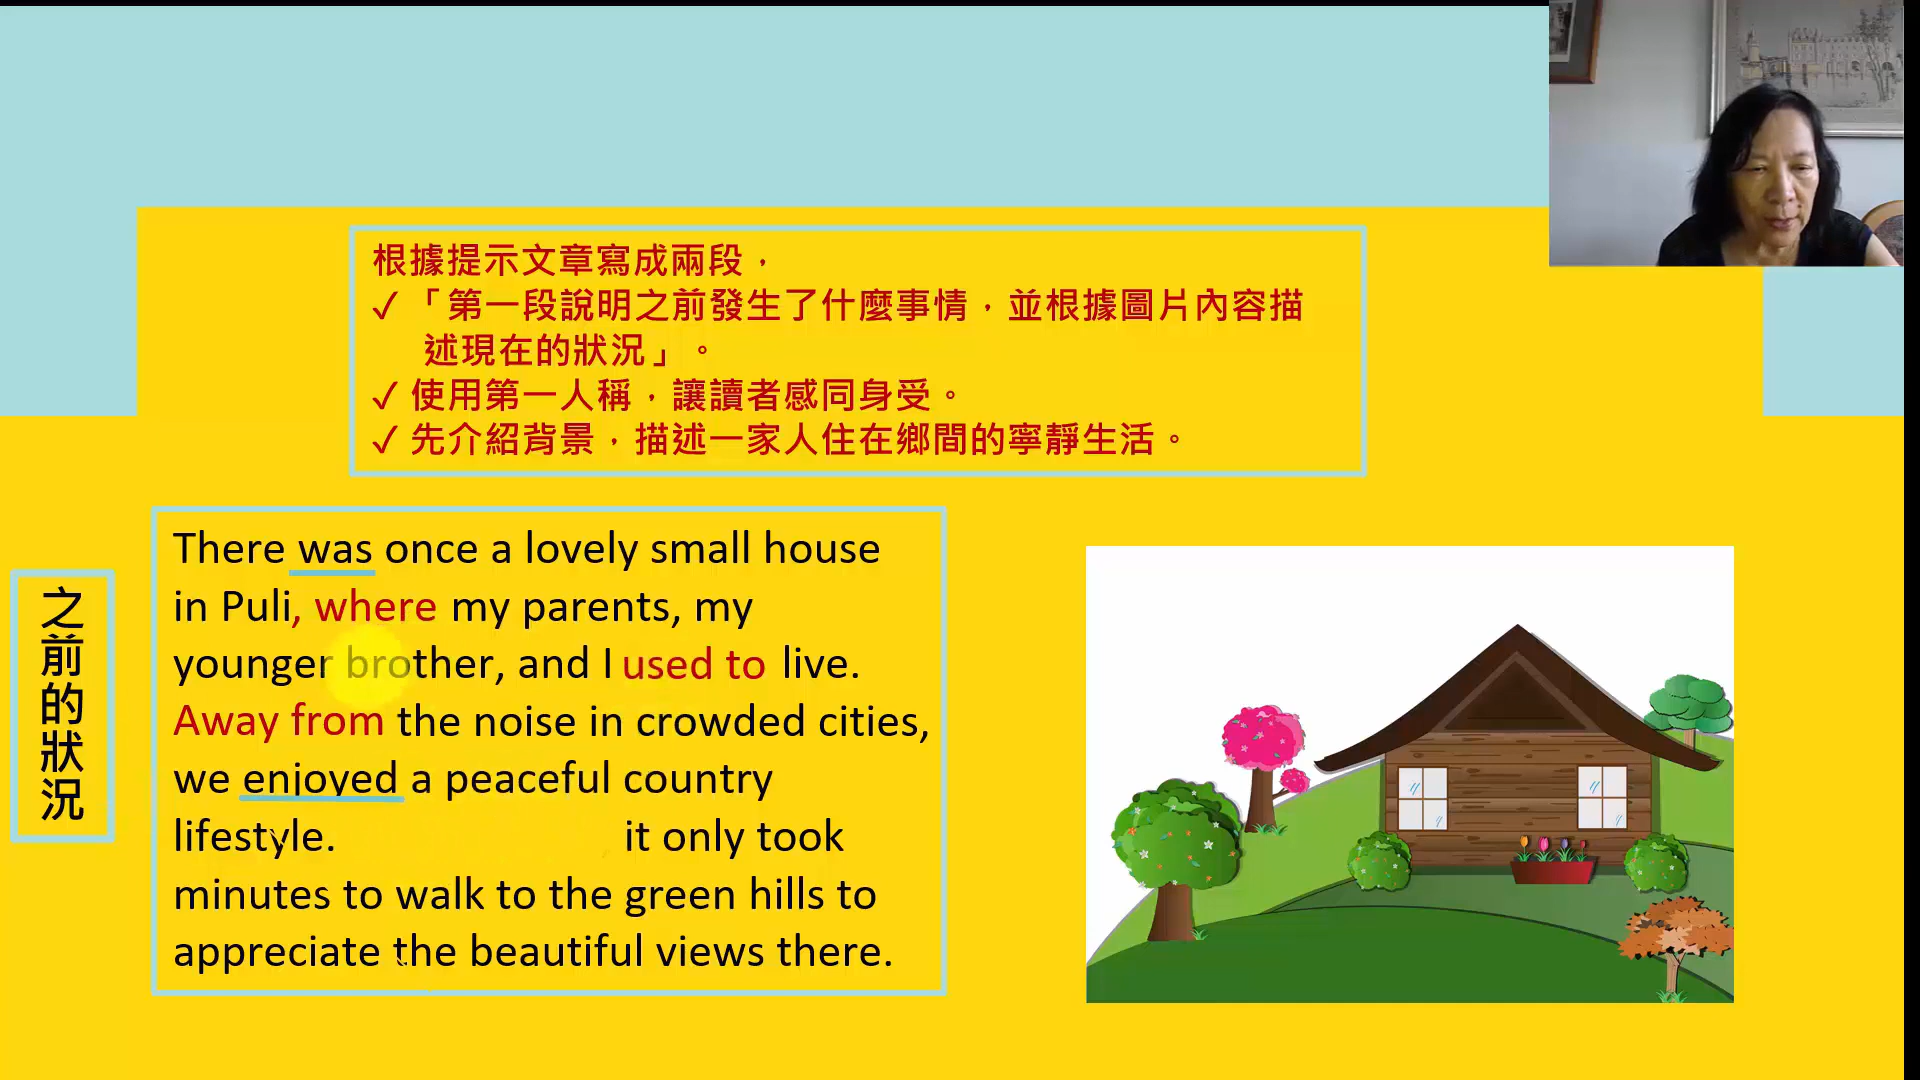 根據提示文章寫成兩段，
✓「第一段說明之前發生了什麼事情，並根據圖片內容描
述現在的狀況」。
✓ 使用第一人稱，讓讀者感同身受。
✓ 先介紹背景，描述一家人住在鄉間的寧靜生活。
之前的狀況
There was once a lovely small house
in Puli, where my parents, my
younger brother, and I used to live.
Away from the noise in crowded cities,
we enjoyed a peaceful country
lifestyle. it only took
minutes to walk to the green hills to
appreciate the beautiful views there.